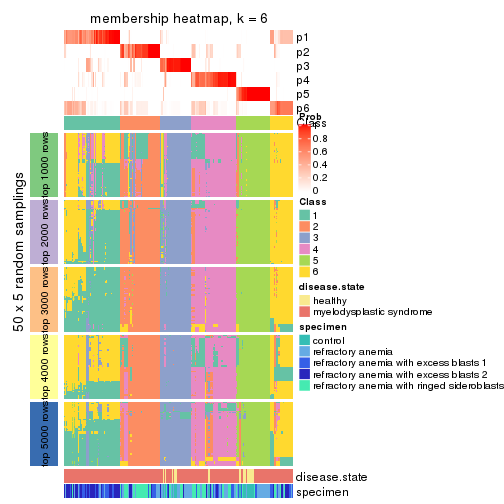 membership heatmap, k = 6
p1
p2
p3
p4
p5
p6
Class
Prob
1
0.8
0.6
0.4
0.2
0
Class
1
2
3
4
5
6
disease.state
healthy
myelodysplastic syndrome
specimen
control
refractory anemia
refractory anemia with excess blasts 1
refractory anemia with excess blasts 2
refractory anemia with ringed sideroblasts
50 x 5 random samplings
top 1000 rows
top 2000 rows
top 3000 rows
top 4000 rows
top 5000 rows
disease.state
specimen